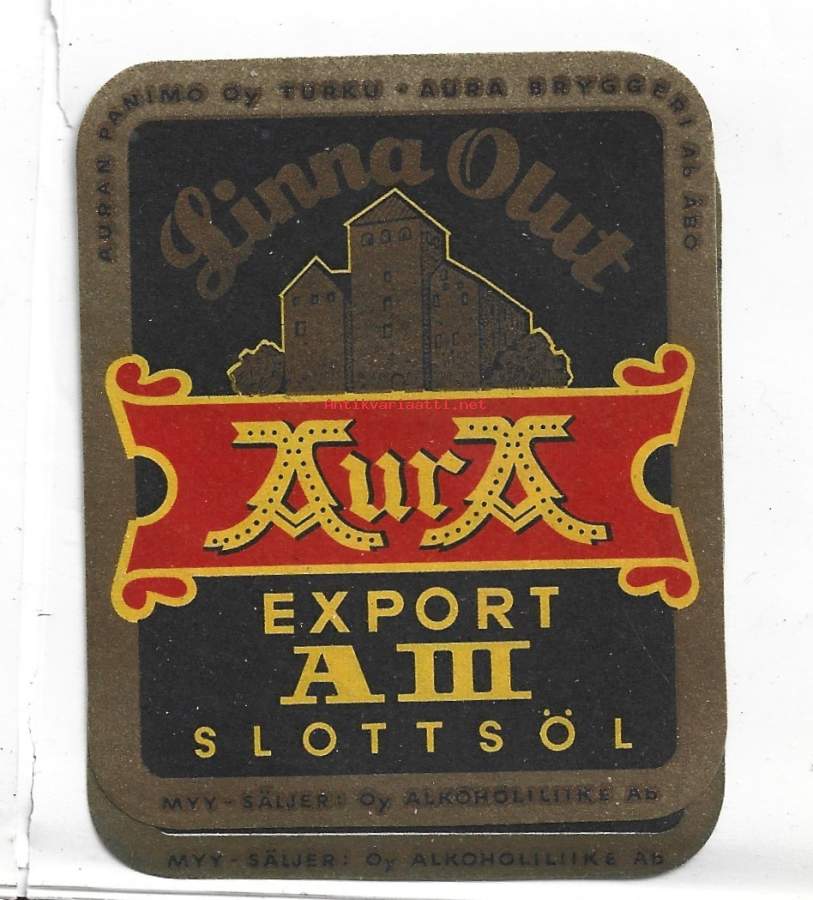 AURAN PANIMO Oy TURKU • AURA BRYGGERI Ab ÅBO
Linna Olut
Antikvariaatti.net
AurA
EXPORT
A III
SLOTTSÖL
MYY-SÄLJER: Oy ALKOHOLILIIKE Ab
MYY-SÄLJER: Oy ALKOHOLILIIKE Ab